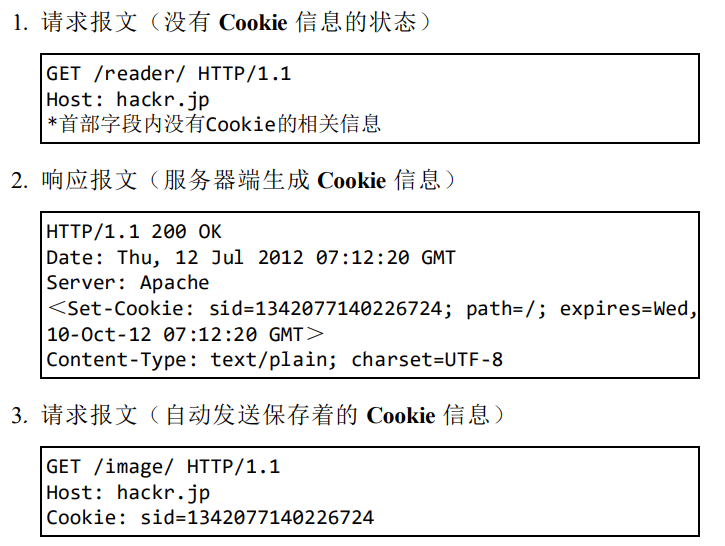 1. 请求报文（没有 Cookie 信息的状态）
GET /reader/ HTTP/1.1
Host: hackr.jp
*首部字段内没有Cookie的相关信息
2. 响应报文（服务器端生成 Cookie 信息）
HTTP/1.1 200 OK
Date: Thu, 12 Jul 2012 07:12:20 GMT
Server: Apache
＜Set-Cookie: sid=1342077140226724; path=/; expires=Wed,
10-Oct-12 07:12:20 GMT＞
Content-Type: text/plain; charset=UTF-8
3. 请求报文（自动发送保存着的 Cookie 信息）
GET /image/ HTTP/1.1
Host: hackr.jp
Cookie: sid=1342077140226724